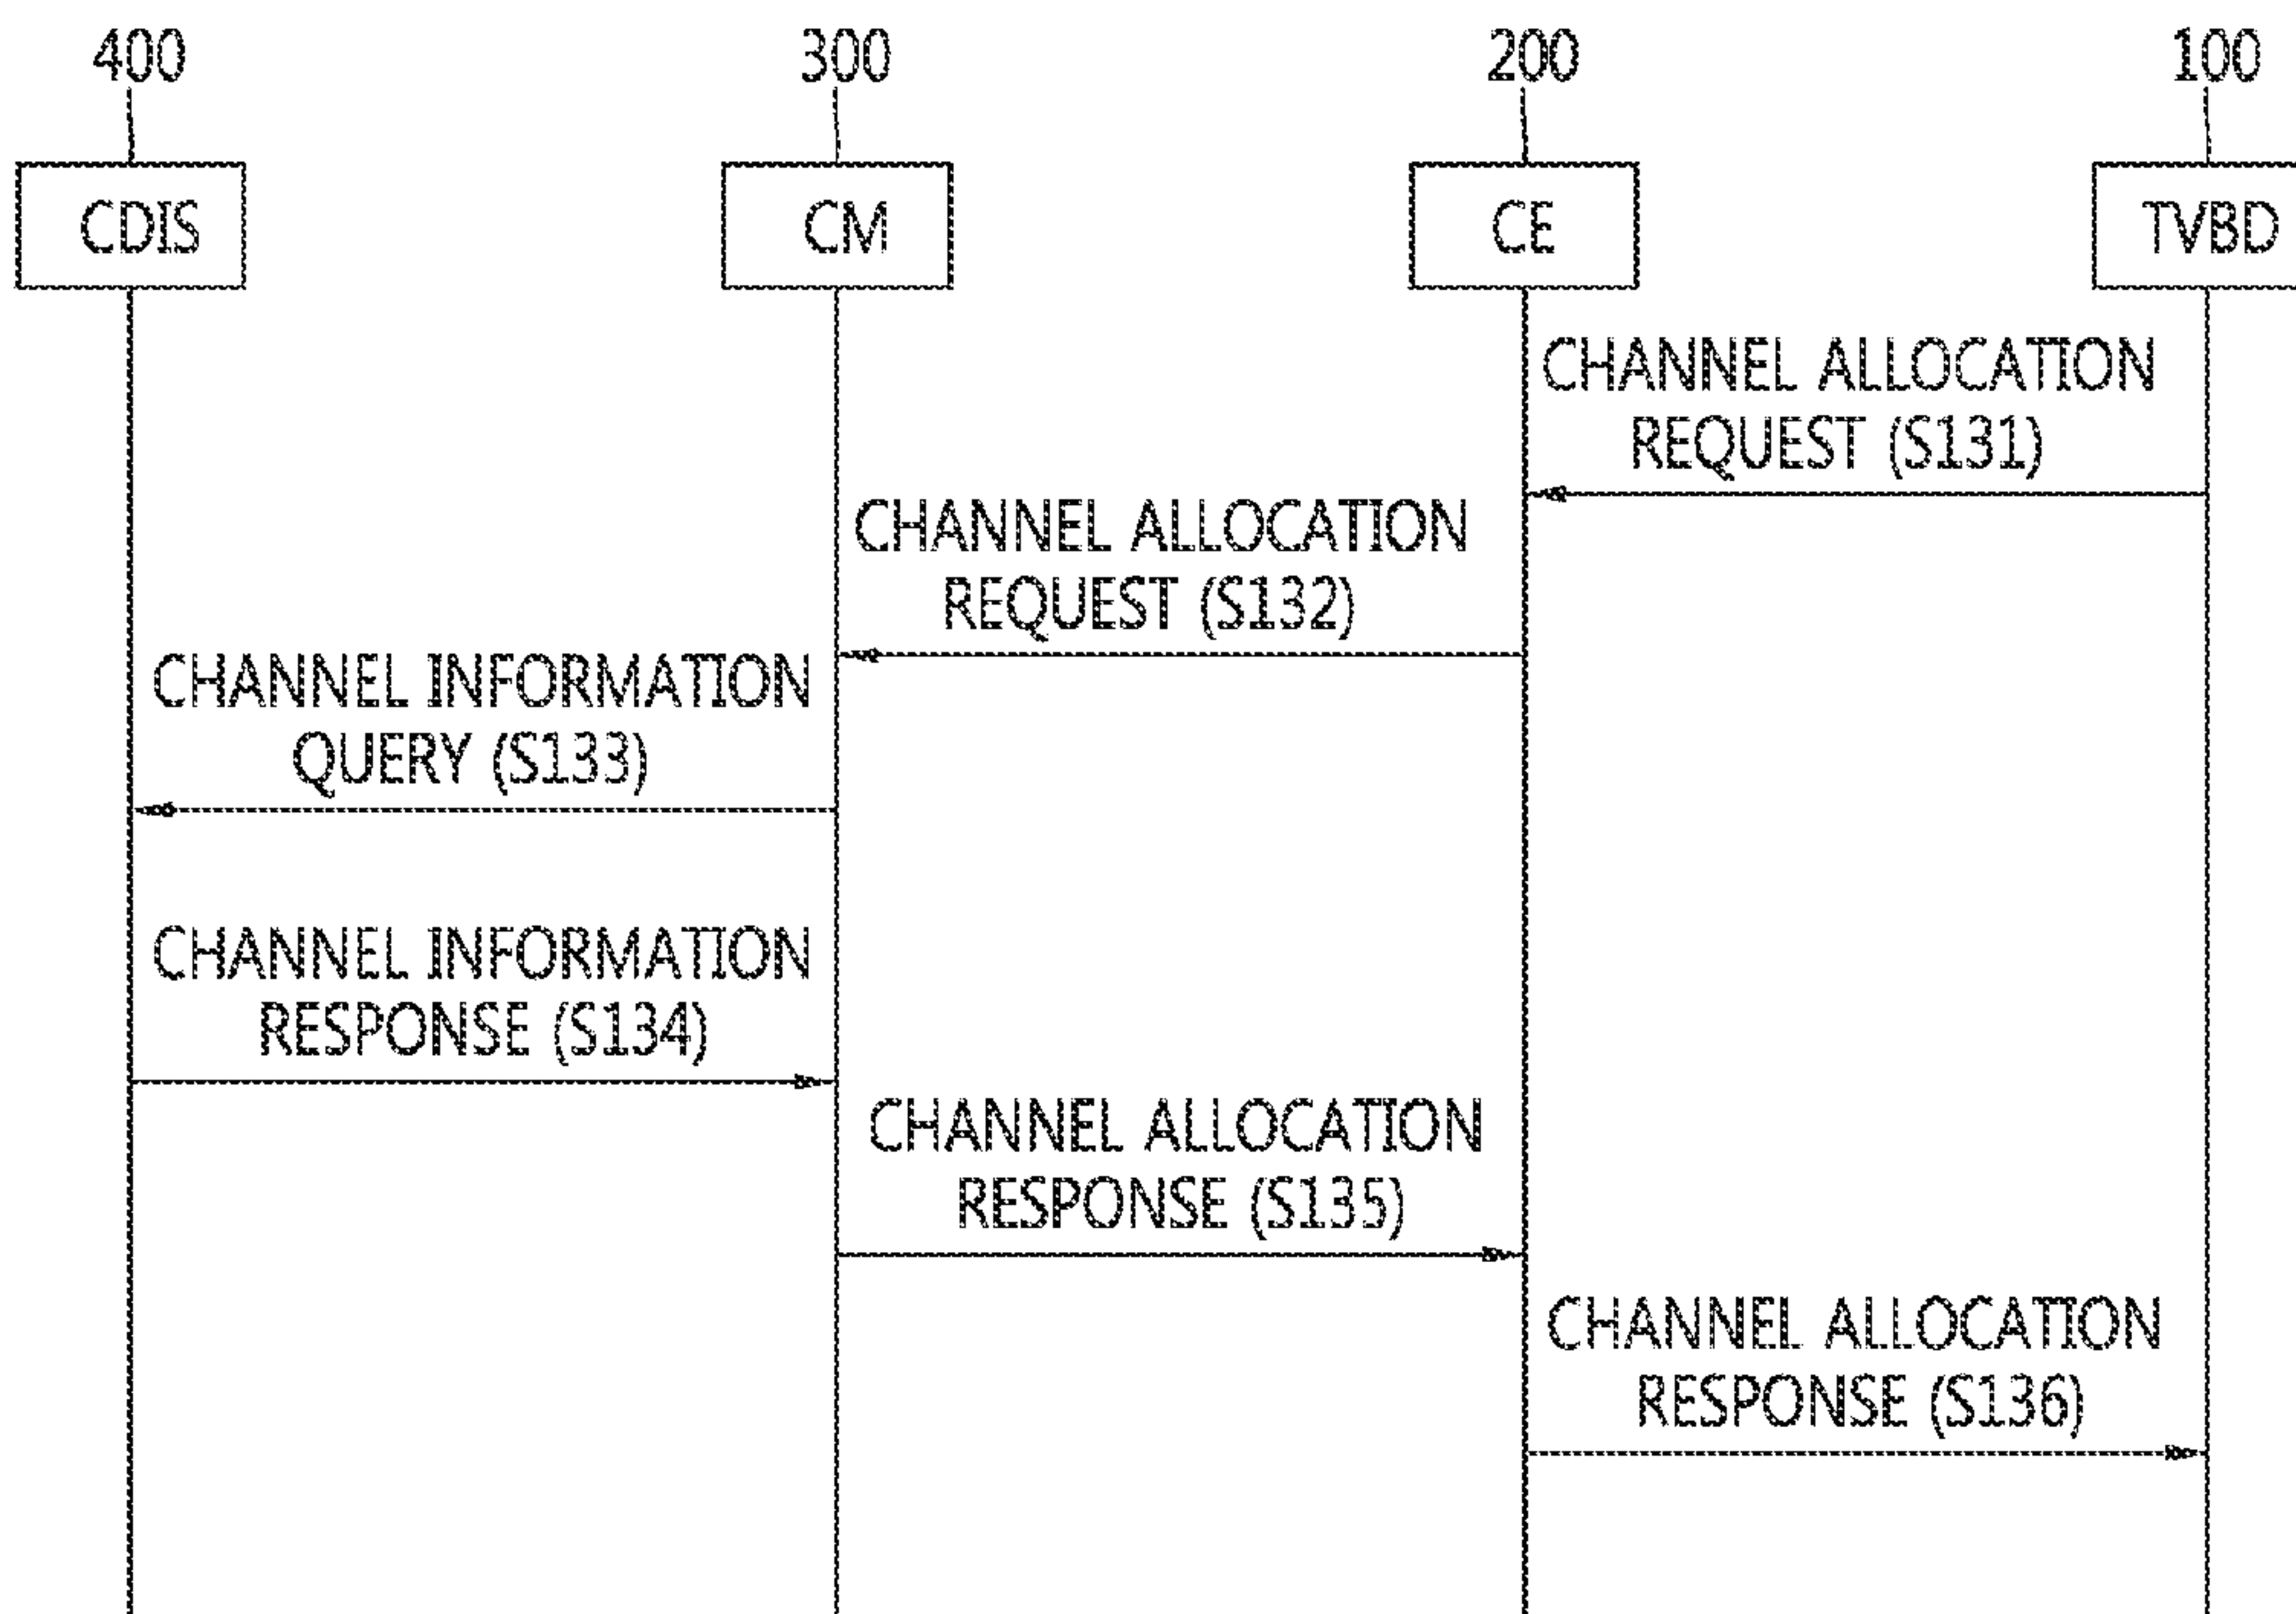 400
300
200
100
CDIS
CM
CE
TVBD
CHANNEL ALLOCATION
REQUEST (S131)
CHANNEL ALLOCATION
REQUEST (S132)
CHANNEL INFORMATION
QUERY (S133)
CHANNEL INFORMATION
RESPONSE (S134)
CHANNEL ALLOCATION
RESPONSE (S135)
CHANNEL ALLOCATION
RESPONSE (S136)